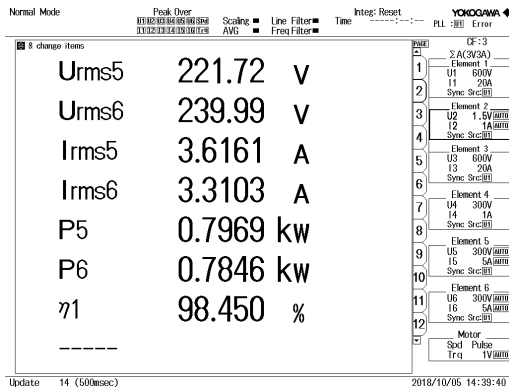 Normal Mode
Peak Over
U1 U2 U3 U4 U5 U6 Spd
I1 I2 I3 I4 I5 I6 Trq
Scaling
AVG
Line Filter
Freq Filter
Integ: Reset
Time -----:--:--
YOKOGAWA
PLL :U1 Error
8 change items
Urms5 221.72 V
Urms6 239.99 V
Irms5 3.6161 A
Irms6 3.3103 A
P5 0.7969 kW
P6 0.7846 kW
η1 98.450 %
-----
PAGE
1
2
3
4
5
6
7
8
9
10
11
12
CF:3
ΣA(3V3A)
Element 1
U1 600V
I1 20A
Sync Src:U1
Element 2
U2 1.5V AUTO
I2 1A AUTO
Sync Src:U1
Element 3
U3 600V
I3 20A
Sync Src:U1
Element 4
U4 300V
I4 1A
Sync Src:U1
Element 5
U5 300V AUTO
I5 5A AUTO
Sync Src:U1
Element 6
U6 300V AUTO
I6 5A AUTO
Sync Src:U1
Motor
Spd Pulse
Trq 1V AUTO
Update 14 (500msec)
2018/10/05 14:39:40